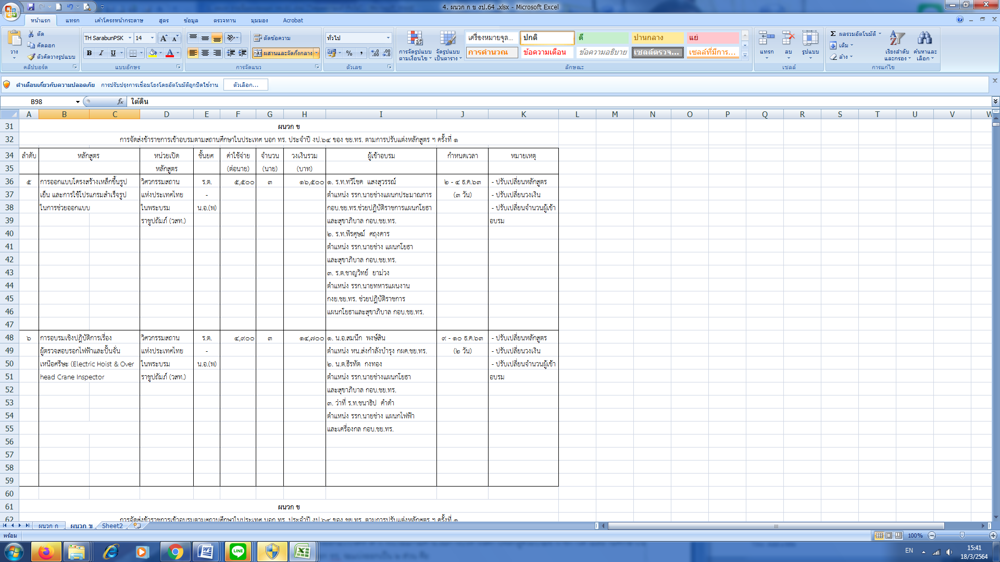 4. ผนวก ก ข งป.64 .xlsx - Microsoft Excel
หน้าแรก แทรก เค้าโครงหน้ากระดาษ สูตร ข้อมูล ตรวจทาน มุมมอง Acrobat
วาง ตัด คัดลอก ตัวคัดวางรูปแบบ คลิปบอร์ด
TH SarabunPSK 14 B I U แบบอักษร
ตัดข้อความ ผสานและจัดกึ่งกลาง การจัดแนว
ทั่วไป ตัวเลข
การจัดรูปแบบตามเงื่อนไข จัดรูปแบบเป็นตาราง
เครื่องหมายจุล... ปกติ ดี ปานกลาง แย่
การคำนวณ ข้อความเตือน ข้อความอธิบาย เซลล์ตรวจ... เซลล์ที่มีการ...
ลักษณะ
แทรก ลบ รูปแบบ เซลล์
ผลรวมอัตโนมัติ เติม ล้าง เรียงลำดับและกรอง ค้นหาและเลือก การแก้ไข
คำเตือนเกี่ยวกับความปลอดภัย การปรับปรุงการเชื่อมโยงโดยอัตโนมัติถูกปิดใช้งาน ตัวเลือก...
B98 fx ใต้ดิน
A B C D E F G H I J K L M N O P Q R S T U V W
31 ผนวก ข
32 การจัดส่งข้าราชการเข้าอบรมตามสถานศึกษาในประเทศ นอก ทร. ประจำปี งป.๖๔ ของ ชย.ทร. ตามการปรับแต่งหลักสูตร ฯ ครั้งที่ ๑
34 ลำดับ หลักสูตร หน่วยเปิด ชั้นยศ ค่าใช้จ่าย จำนวน วงเงินรวม ผู้เข้าอบรม กำหนดเวลา หมายเหตุ
35 หลักสูตร (ต่อนาย) (นาย) (บาท)
36 ๕ การออกแบบโครงสร้างเหล็กขึ้นรูป วิศวกรรมสถาน ร.ต. ๕,๕๐๐ ๓ ๑๖,๕๐๐ ๑. ร.ท.ทวีโชค แสงสุวรรณ์ ๒ - ๔ ธ.ค.๖๓ - ปรับเปลี่ยนหลักสูตร
37 เย็น และการใช้โปรแกรมสำเร็จรูป แห่งประเทศไทย - ตำแหน่ง รรก.นายช่างแผนกประมาณการ (๓ วัน) - ปรับเปลี่ยนวงเงิน
38 ในการช่วยออกแบบ ในพระบรม น.อ.(พ) กอบ.ชย.ทร.ช่วยปฏิบัติราชการแผนกโยธา - ปรับเปลี่ยนจำนวนผู้เข้า
39 ราชูปถัมภ์ (วสท.) และสุขาภิบาล กอบ.ชย.ทร. อบรม
40 ๒. ร.ท.พีรศุษม์ ศฤงคาร
41 ตำแหน่ง รรก.นายช่าง แผนกโยธา
42 และสุขาภิบาล กอบ.ชย.ทร.
43 ๓. ร.ต.ชาญวิทย์ ยาม่วง
44 ตำแหน่ง รรก.นายทหารแผนงาน
45 กงย.ชย.ทร. ช่วยปฏิบัติราชการ
46 แผนกโยธาและสุขาภิบาล กอบ.ชย.ทร.
47
48 ๖ การอบรมเชิงปฏิบัติการเรื่อง วิศวกรรมสถาน ร.ต. ๔,๙๐๐ ๓ ๑๔,๗๐๐ ๑. น.อ.สมนึก พงษ์สิน ๙ - ๑๐ ธ.ค.๖๓ - ปรับเปลี่ยนหลักสูตร
49 ผู้ตรวจสอบรอกไฟฟ้าและปั้นจั่น แห่งประเทศไทย - ตำแหน่ง หน.ส่งกำลังบำรุง กผค.ชย.ทร. (๒ วัน) - ปรับเปลี่ยนวงเงิน
50 เหนือศรีษะ (Electric Hoist & Over ในพระบรม น.อ.(พ) ๒. น.ต.ธีรทัต กงทอง - ปรับเปลี่ยนจำนวนผู้เข้า
51 head Crane Inspector ราชูปถัมภ์ (วสท.) ตำแหน่ง รรก.นายช่างแผนกโยธา อบรม
52 และสุขาภิบาล กอบ.ชย.ทร.
53 ๓. ว่าที่ ร.ท.ชนาธิป คำดำ
54 ตำแหน่ง รรก.นายช่าง แผนกไฟฟ้า
55 และเครื่องกล กอบ.ชย.ทร.
56
57
58
59
60
61 ผนวก ข
62 การจัดส่งข้าราชการเข้าอบรมตามสถานศึกษาในประเทศ นอก ทร. ประจำปี งป.๖๔ ของ ชย.ทร. ตามการปรับแต่งหลักสูตร ฯ ครั้งที่ ๑
ผนวก ก ผนวก ข Sheet2
พร้อม 100%
EN 15:41
18/3/2564